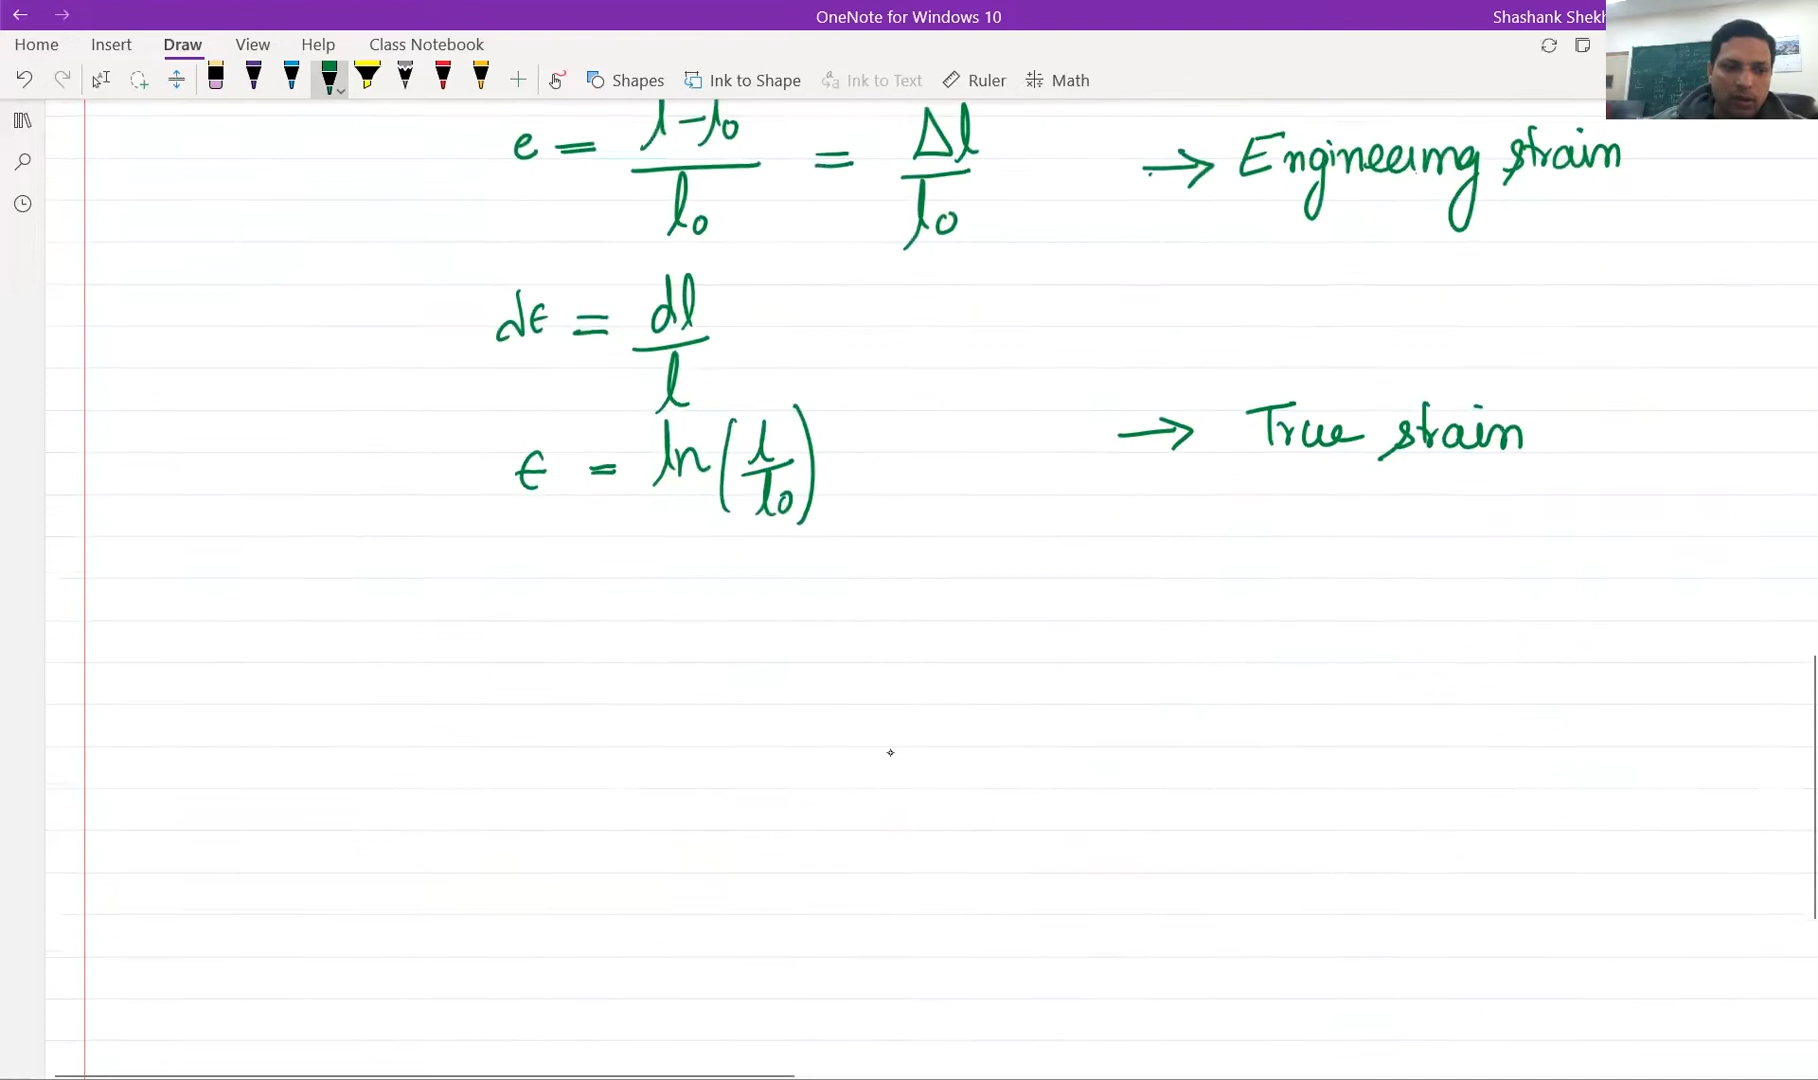 OneNote for Windows 10
Shashank Shekh
Home Insert Draw View Help Class Notebook
Shapes Ink to Shape Ink to Text Ruler Math
e = l-l₀/l₀ = Δl/l₀ → Engineering strain
dϵ = dl/l
ϵ = ln(l/l₀) → True strain